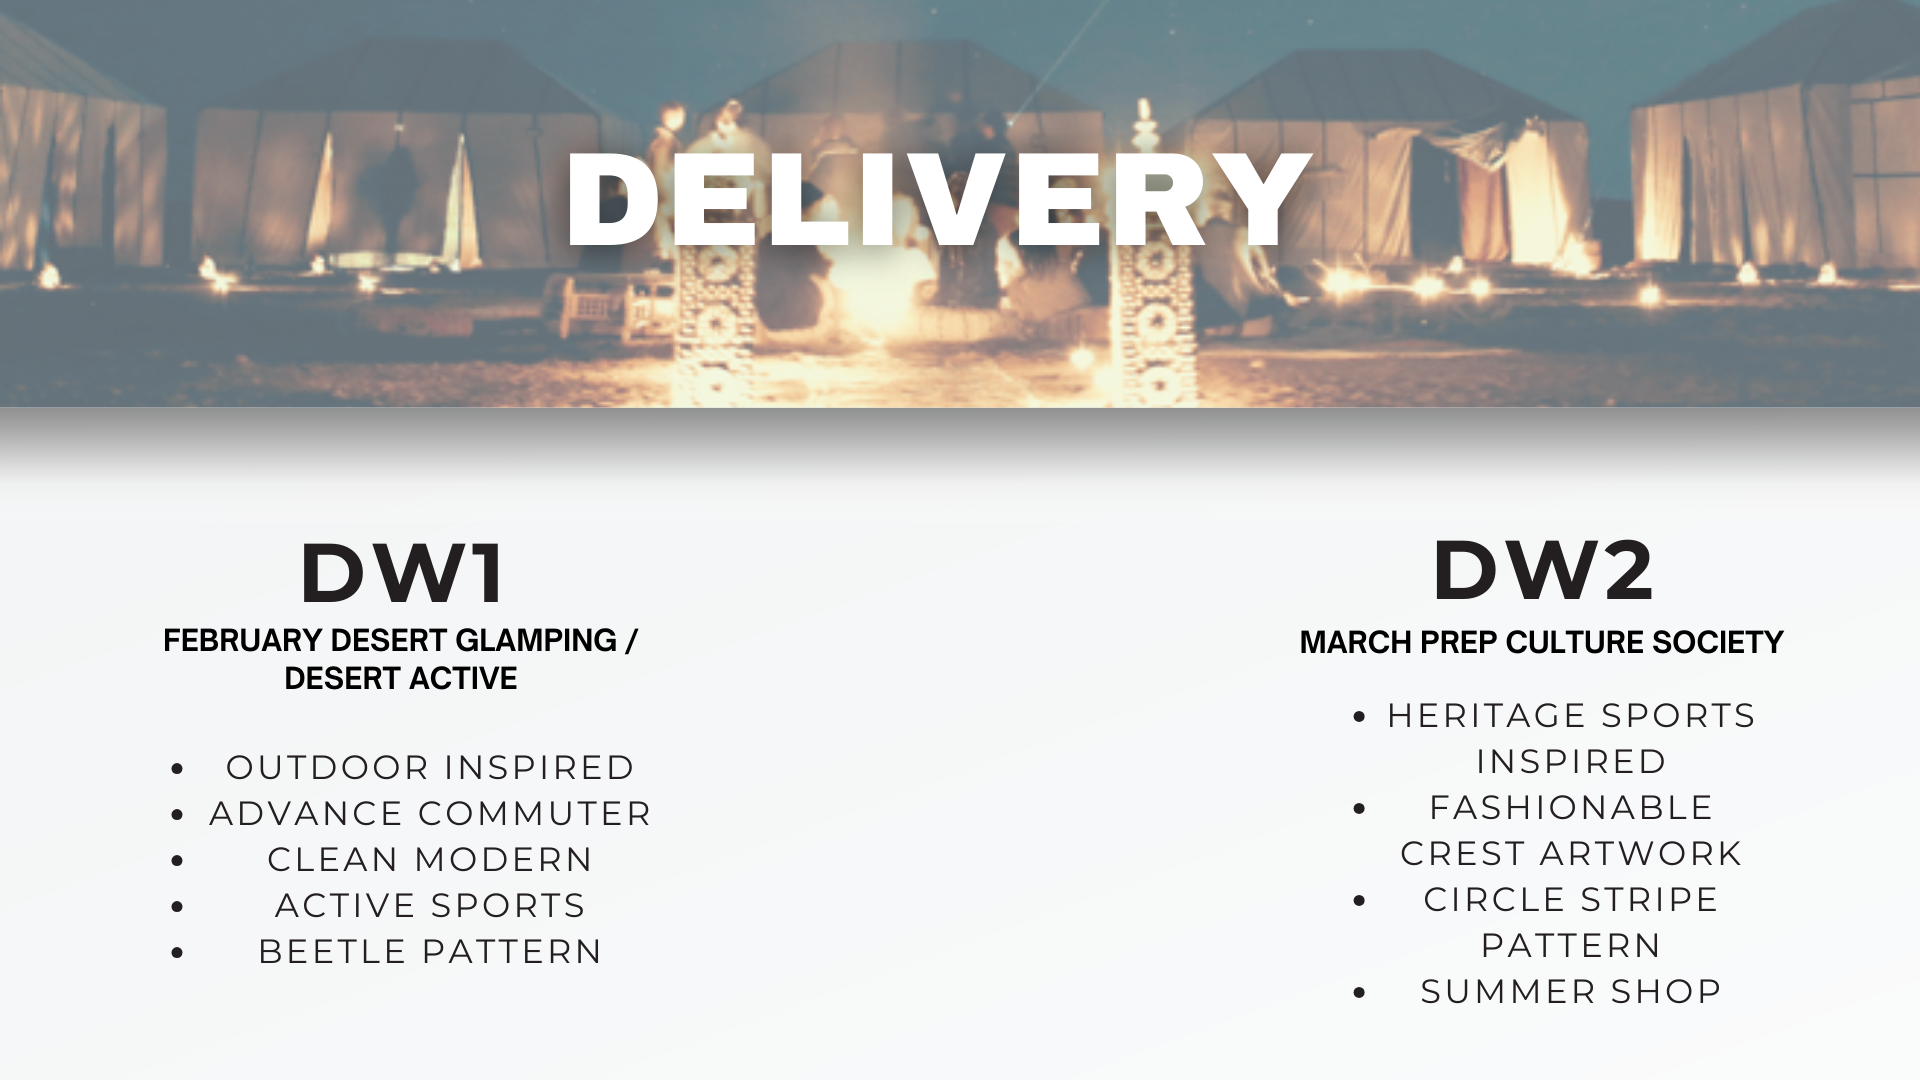 DELIVERY
DW1
FEBRUARY DESERT GLAMPING /
DESERT ACTIVE
• OUTDOOR INSPIRED
• ADVANCE COMMUTER
• CLEAN MODERN
• ACTIVE SPORTS
• BEETLE PATTERN
DW2
MARCH PREP CULTURE SOCIETY
• HERITAGE SPORTS
INSPIRED
• FASHIONABLE
CREST ARTWORK
• CIRCLE STRIPE
PATTERN
• SUMMER SHOP